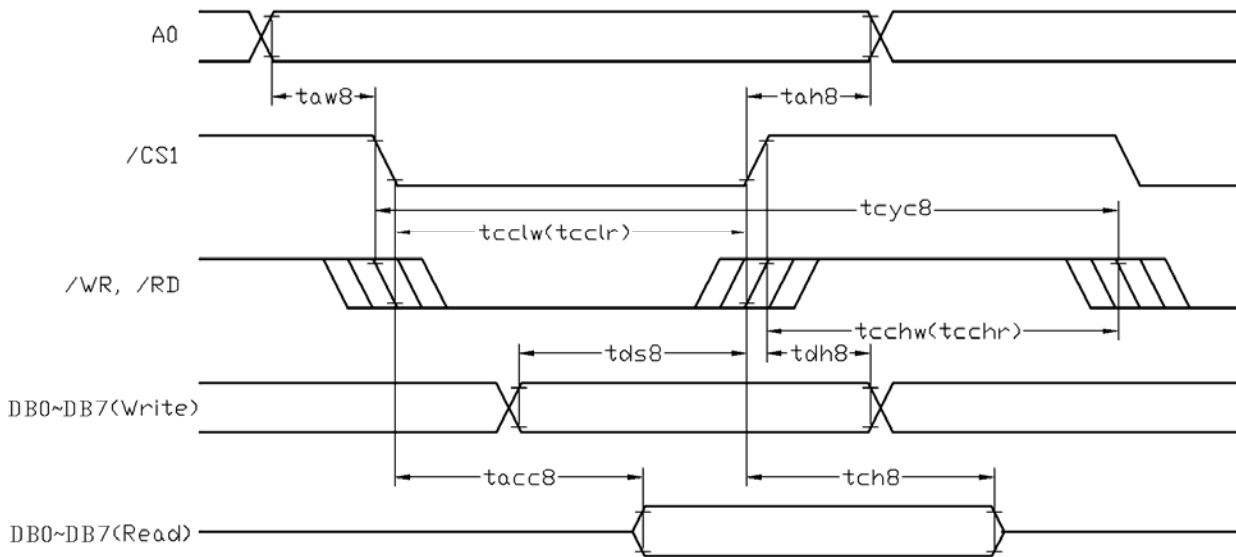 A0
taw8
tah8
/CS1
tcyc8
tcclw(tcclr)
/WR, /RD
tcchw(tcchr)
tds8
tdh8
DB0~DB7(Write)
tacc8
tch8
DB0~DB7(Read)